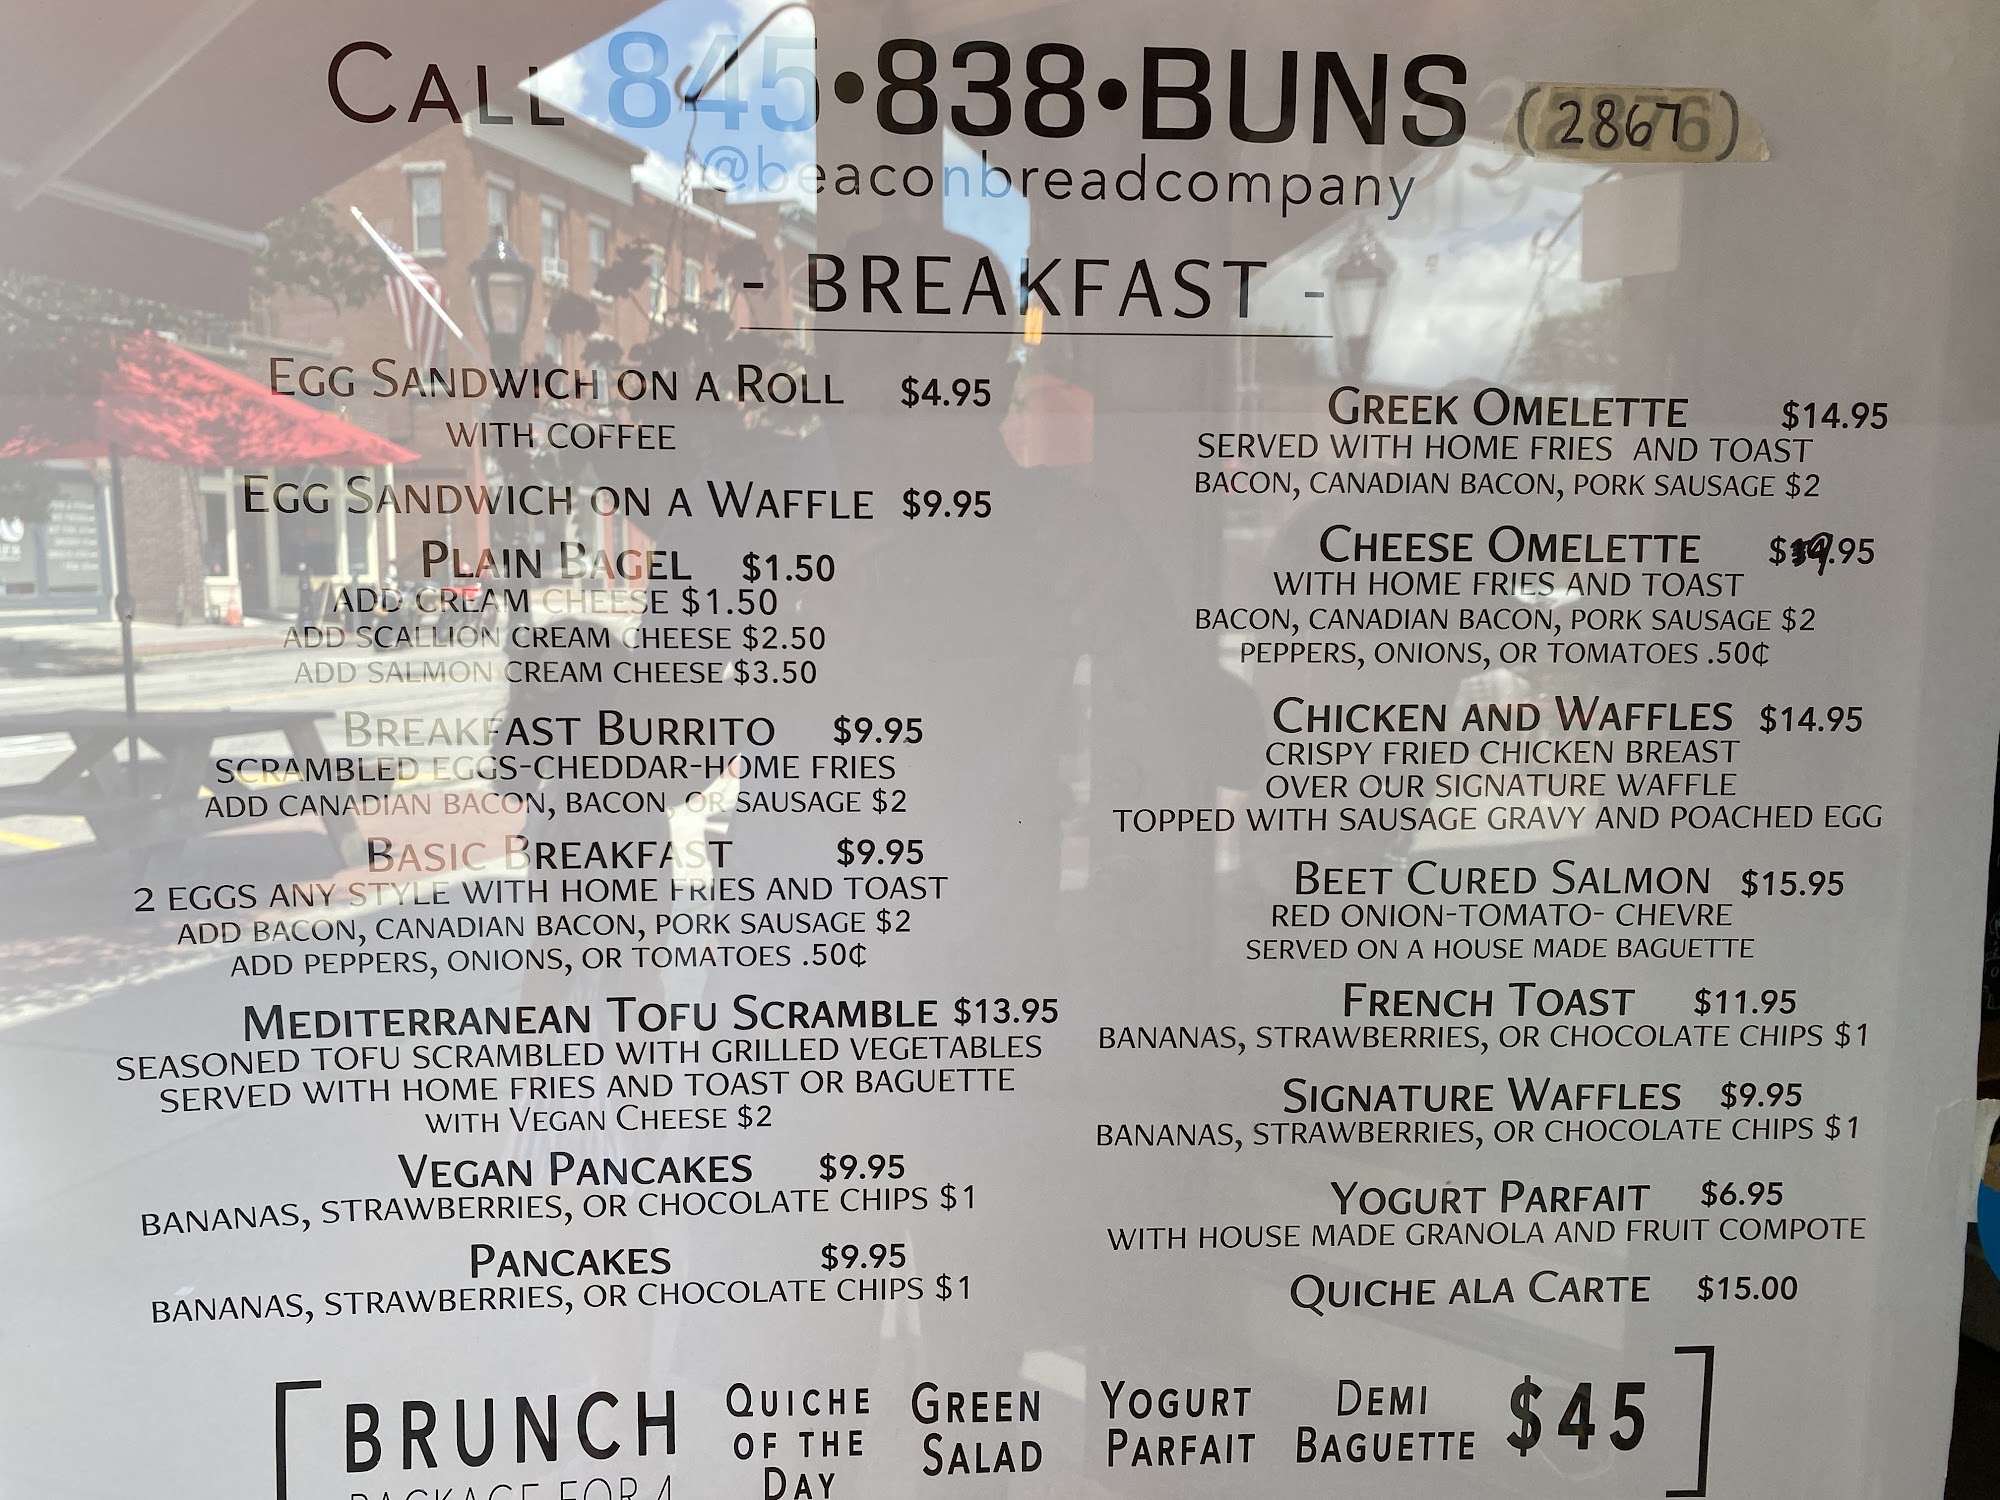 CALL 845•838•BUNS (2867)
@beaconbreadcompany
- BREAKFAST -
EGG SANDWICH ON A ROLL $4.95
WITH COFFEE
EGG SANDWICH ON A WAFFLE $9.95
PLAIN BAGEL $1.50
ADD CREAM CHEESE $1.50
ADD SCALLION CREAM CHEESE $2.50
ADD SALMON CREAM CHEESE $3.50
BREAKFAST BURRITO $9.95
SCRAMBLED EGGS-CHEDDAR-HOME FRIES
ADD CANADIAN BACON, BACON, OR SAUSAGE $2
BASIC BREAKFAST $9.95
2 EGGS ANY STYLE WITH HOME FRIES AND TOAST
ADD BACON, CANADIAN BACON, PORK SAUSAGE $2
ADD PEPPERS, ONIONS, OR TOMATOES .50¢
MEDITERRANEAN TOFU SCRAMBLE $13.95
SEASONED TOFU SCRAMBLED WITH GRILLED VEGETABLES
SERVED WITH HOME FRIES AND TOAST OR BAGUETTE
WITH VEGAN CHEESE $2
VEGAN PANCAKES $9.95
BANANAS, STRAWBERRIES, OR CHOCOLATE CHIPS $1
PANCAKES $9.95
BANANAS, STRAWBERRIES, OR CHOCOLATE CHIPS $1
GREEK OMELETTE $14.95
SERVED WITH HOME FRIES AND TOAST
BACON, CANADIAN BACON, PORK SAUSAGE $2
CHEESE OMELETTE $9.95
WITH HOME FRIES AND TOAST
BACON, CANADIAN BACON, PORK SAUSAGE $2
PEPPERS, ONIONS, OR TOMATOES .50¢
CHICKEN AND WAFFLES $14.95
CRISPY FRIED CHICKEN BREAST
OVER OUR SIGNATURE WAFFLE
TOPPED WITH SAUSAGE GRAVY AND POACHED EGG
BEET CURED SALMON $15.95
RED ONION-TOMATO- CHEVRE
SERVED ON A HOUSE MADE BAGUETTE
FRENCH TOAST $11.95
BANANAS, STRAWBERRIES, OR CHOCOLATE CHIPS $1
SIGNATURE WAFFLES $9.95
BANANAS, STRAWBERRIES, OR CHOCOLATE CHIPS $1
YOGURT PARFAIT $6.95
WITH HOUSE MADE GRANOLA AND FRUIT COMPOTE
QUICHE ALA CARTE $15.00
BRUNCH
PACKAGE FOR 4
QUICHE
OF THE
DAY
GREEN
SALAD
YOGURT
PARFAIT
DEMI
BAGUETTE
$45